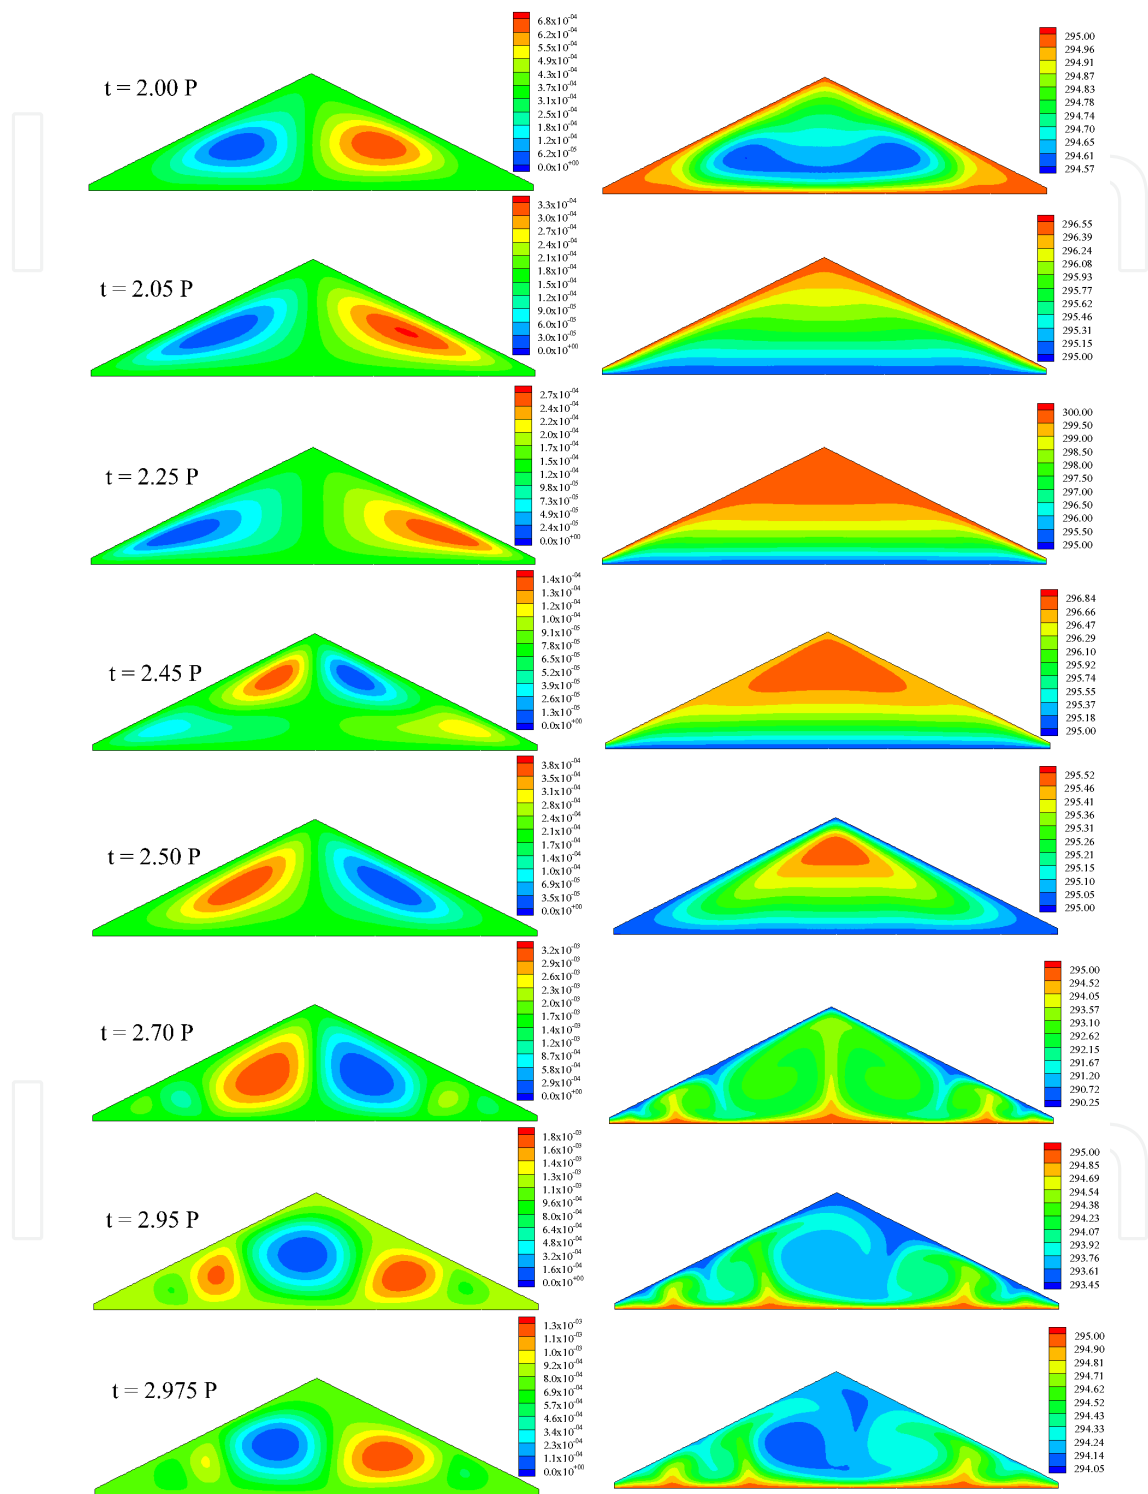 t = 2.00 P
6.8x10⁻⁰⁴
6.2x10⁻⁰⁴
5.5x10⁻⁰⁴
4.9x10⁻⁰⁴
4.3x10⁻⁰⁴
3.7x10⁻⁰⁴
3.1x10⁻⁰⁴
2.5x10⁻⁰⁴
1.8x10⁻⁰⁴
1.2x10⁻⁰⁴
6.2x10⁻⁰⁵
0.0x10⁺⁰⁰
295.00
294.96
294.91
294.87
294.83
294.78
294.74
294.70
294.65
294.61
294.57
t = 2.05 P
3.3x10⁻⁰⁴
3.0x10⁻⁰⁴
2.7x10⁻⁰⁴
2.4x10⁻⁰⁴
2.1x10⁻⁰⁴
1.8x10⁻⁰⁴
1.5x10⁻⁰⁴
1.2x10⁻⁰⁴
9.0x10⁻⁰⁵
6.0x10⁻⁰⁵
3.0x10⁻⁰⁵
0.0x10⁺⁰⁰
296.55
296.39
296.24
296.08
295.93
295.77
295.62
295.46
295.31
295.15
295.00
t = 2.25 P
2.7x10⁻⁰⁴
2.4x10⁻⁰⁴
2.2x10⁻⁰⁴
2.0x10⁻⁰⁴
1.7x10⁻⁰⁴
1.5x10⁻⁰⁴
1.2x10⁻⁰⁴
9.8x10⁻⁰⁵
7.3x10⁻⁰⁵
4.9x10⁻⁰⁵
2.4x10⁻⁰⁵
0.0x10⁺⁰⁰
300.00
299.50
299.00
298.50
298.00
297.50
297.00
296.50
296.00
295.50
295.00
t = 2.45 P
1.4x10⁻⁰⁴
1.3x10⁻⁰⁴
1.2x10⁻⁰⁴
1.0x10⁻⁰⁴
9.1x10⁻⁰⁵
7.8x10⁻⁰⁵
6.5x10⁻⁰⁵
5.2x10⁻⁰⁵
3.9x10⁻⁰⁵
2.6x10⁻⁰⁵
1.3x10⁻⁰⁵
0.0x10⁺⁰⁰
296.84
296.66
296.47
296.29
296.10
295.92
295.74
295.55
295.37
295.18
295.00
t = 2.50 P
3.8x10⁻⁰⁴
3.5x10⁻⁰⁴
3.1x10⁻⁰⁴
2.8x10⁻⁰⁴
2.4x10⁻⁰⁴
2.1x10⁻⁰⁴
1.7x10⁻⁰⁴
1.4x10⁻⁰⁴
1.0x10⁻⁰⁴
6.9x10⁻⁰⁵
3.5x10⁻⁰⁵
0.0x10⁺⁰⁰
295.52
295.46
295.41
295.36
295.31
295.26
295.21
295.15
295.10
295.05
295.00
t = 2.70 P
3.2x10⁻⁰³
2.9x10⁻⁰³
2.6x10⁻⁰³
2.3x10⁻⁰³
2.0x10⁻⁰³
1.7x10⁻⁰³
1.4x10⁻⁰³
1.2x10⁻⁰³
8.7x10⁻⁰⁴
5.8x10⁻⁰⁴
2.9x10⁻⁰⁴
0.0x10⁺⁰⁰
295.00
294.52
294.05
293.57
293.10
292.62
292.15
291.67
291.20
290.72
290.25
t = 2.95 P
1.8x10⁻⁰³
1.6x10⁻⁰³
1.4x10⁻⁰³
1.3x10⁻⁰³
1.1x10⁻⁰³
9.6x10⁻⁰⁴
8.0x10⁻⁰⁴
6.4x10⁻⁰⁴
4.8x10⁻⁰⁴
3.2x10⁻⁰⁴
1.6x10⁻⁰⁴
0.0x10⁺⁰⁰
295.00
294.85
294.69
294.54
294.38
294.23
294.07
293.92
293.76
293.61
293.45
t = 2.975 P
1.3x10⁻⁰³
1.1x10⁻⁰³
1.0x10⁻⁰³
9.2x10⁻⁰⁴
8.0x10⁻⁰⁴
6.9x10⁻⁰⁴
5.7x10⁻⁰⁴
4.6x10⁻⁰⁴
3.4x10⁻⁰⁴
2.3x10⁻⁰⁴
1.1x10⁻⁰⁴
0.0x10⁺⁰⁰
295.00
294.90
294.81
294.71
294.62
294.52
294.43
294.33
294.24
294.14
294.05